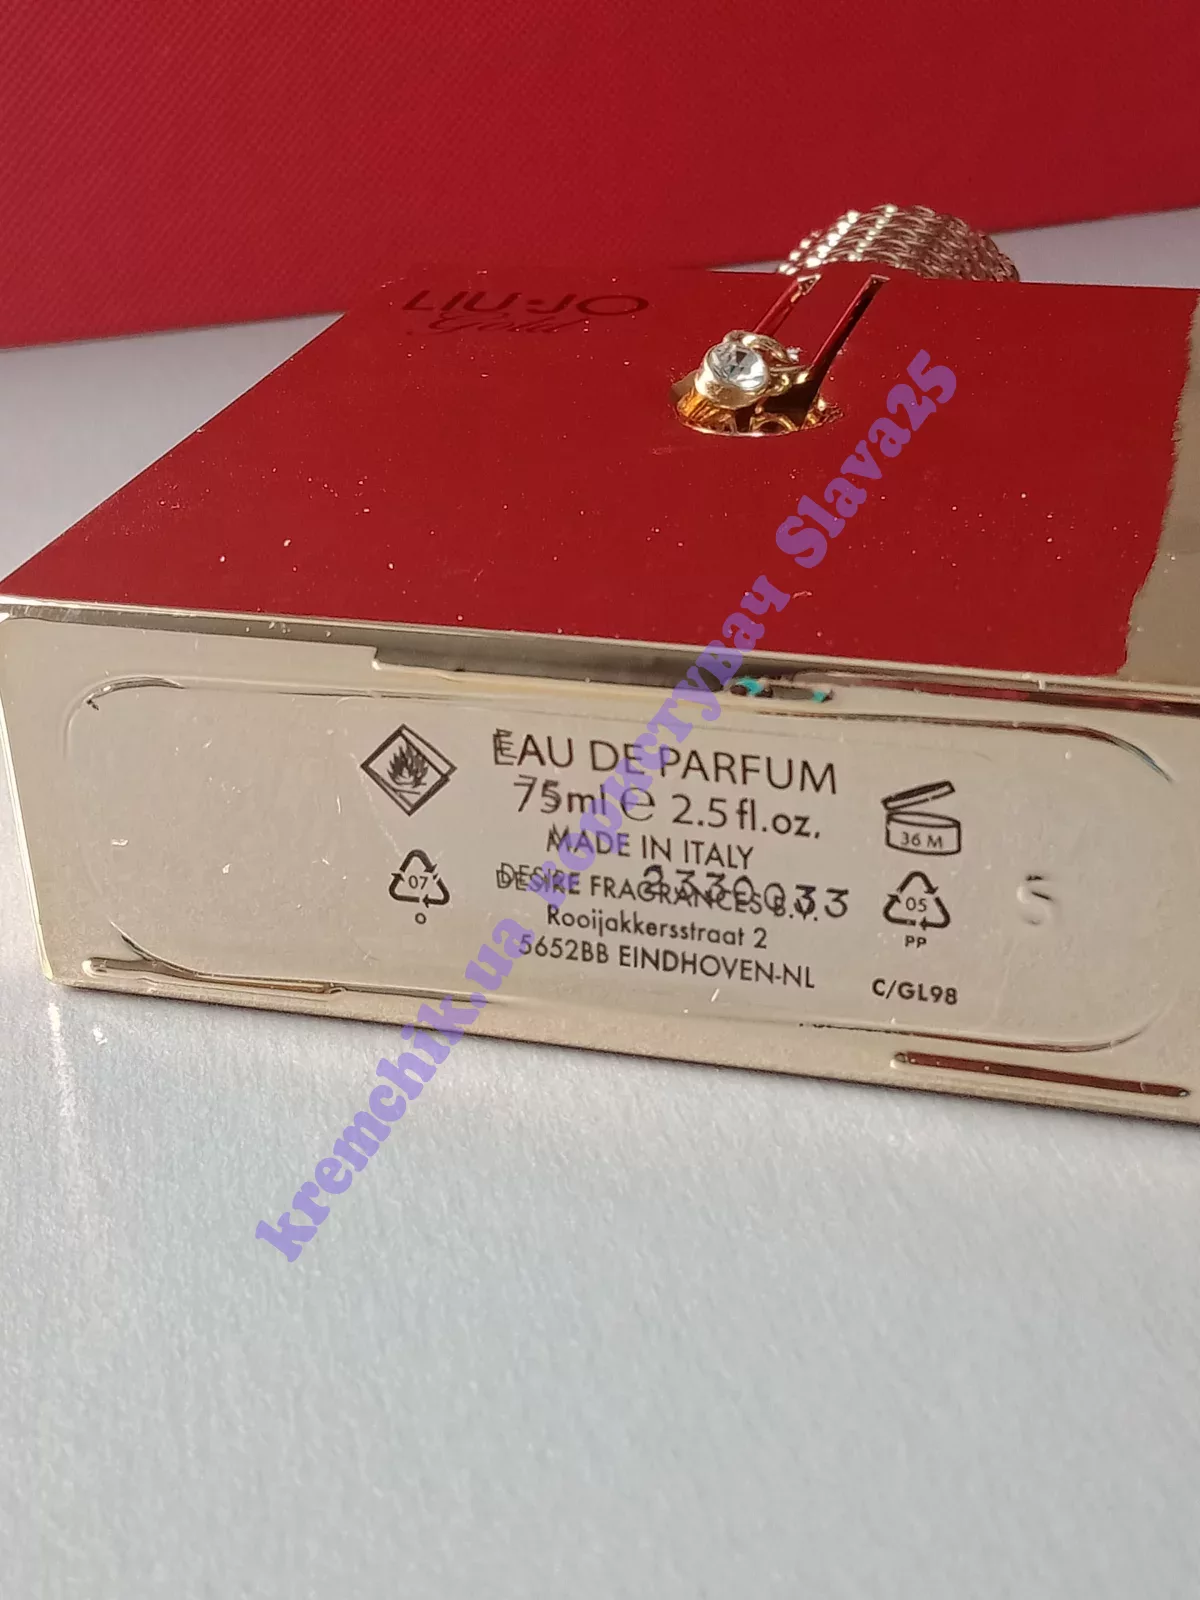 LIU·JO
Gold
EAU DE PARFUM
75ml ℮ 2.5 fl.oz.
MADE IN ITALY
DESIRE FRAGRANCES B.V.
2330033
Rooijakkersstraat 2
5652BB EINDHOVEN-NL
07
O
36 M
05
PP
C/GL98
S
kremchik.ua користувач Slava25